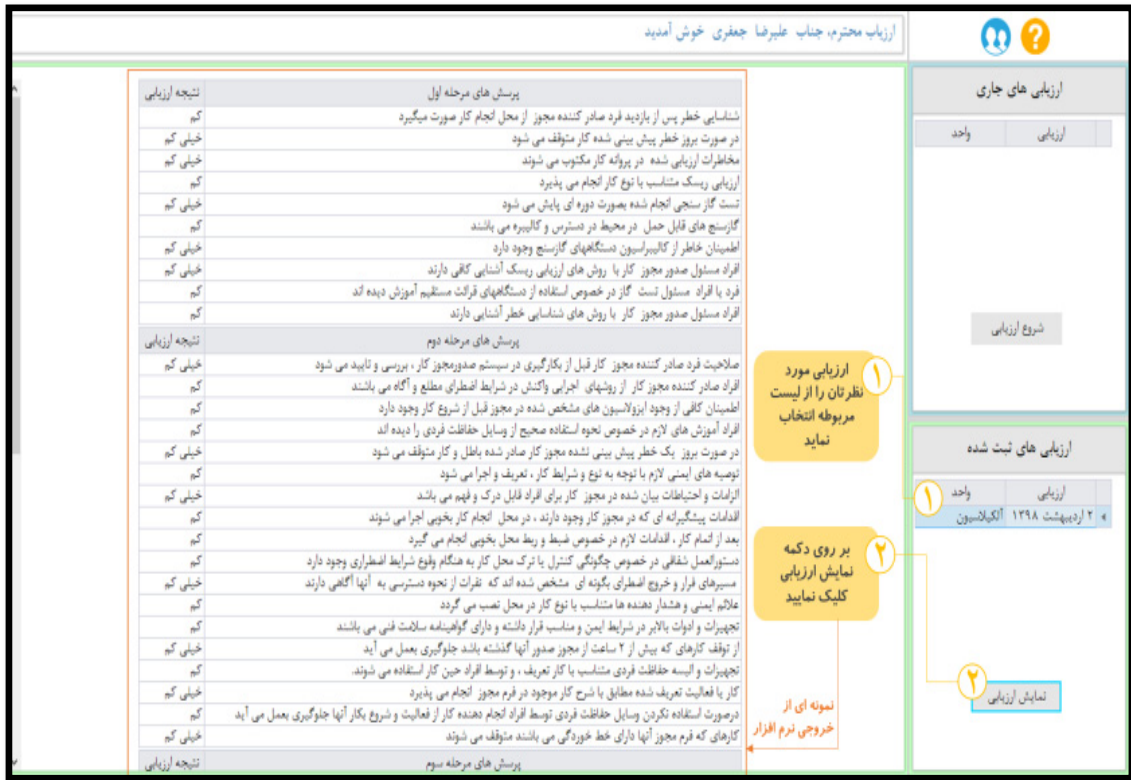 ارزیاب محترم، جناب علیرضا جعفری خوش آمدید
?
ارزیابی های جاری
ارزیابی واحد
شروع ارزیابی
ارزیابی های ثبت شده
ارزیابی واحد
۲ اردیبهشت ۱۳۹۸ آلکیلاسیون
نمایش ارزیابی
۱
ارزیابی مورد
نظرتان را از لیست
مربوطه انتخاب
نماید
۱
۲
بر روی دکمه
نمایش ارزیابی
کلیک نمایید
۲
نمونه ای از
خروجی نرم افزار
پرسش های مرحله اول نتیجه ارزیابی
شناسایی خطر پس از بازدید فرد صادر کننده مجوز از محل انجام کار صورت میگیرد کم
در صورت بروز خطر پیش بینی شده کار متوقف می شود خیلی کم
مخاطرات ارزیابی شده در پروانه کار مکتوب می شوند خیلی کم
ارزیابی ریسک متناسب با نوع کار انجام می پذیرد کم
تست گاز سنجی انجام شده بصورت دوره ای پایش می شود خیلی کم
گازسنج های قابل حمل در محیط در دسترس و کالیبره می باشند کم
اطمینان خاطر از کالیبراسیون دستگاههای گازسنج وجود دارد خیلی کم
افراد مسئول صدور مجوز کار با روش های ارزیابی ریسک آشنایی کافی دارند خیلی کم
فرد یا افراد مسئول تست گاز در خصوص استفاده از دستگاههای قرائت مستقیم آموزش دیده اند کم
افراد مسئول صدور مجوز کار با روش های شناسایی خطر آشنایی دارند کم
پرسش های مرحله دوم نتیجه ارزیابی
صلاحیت فرد صادر کننده مجوز کار قبل از بکارگیری در سیستم صدورمجوز کار ، بررسی و تایید می شود خیلی کم
افراد صادر کننده مجوز کار از روشهای اجرایی واکنش در شرایط اضطرای مطلع و آگاه می باشند کم
اطمینان کافی از وجود ایزولاسیون های مشخص شده در مجوز قبل از شروع کار وجود دارد کم
افراد آموزش های لازم در خصوص نحوه استفاده صحیح از وسایل حفاظت فردی را دیده اند کم
در صورت بروز یک خطر پیش بینی نشده مجوز کار صادر شده باطل و کار متوقف می شود خیلی کم
توصیه های ایمنی لازم با توجه به نوع و شرایط کار ، تعریف و اجرا می شود کم
الزامات و احتیاطات بیان شده در مجوز کار برای افراد قابل درک و فهم می باشد خیلی کم
اقدامات پیشگیرانه ای که در مجوز کار وجود دارند ، در محل انجام کار بخوبی اجرا می شوند کم
بعد از اتمام کار ، اقدامات لازم در خصوص ضبط و ربط محل بخوبی انجام می گیرد کم
دستورالعمل شفافی در خصوص چگونگی کنترل یا ترک محل کار به هنگام وقوع شرایط اضطراری وجود دارد کم
مسیرهای فرار و خروج اضطرای بگونه ای مشخص شده اند که نفرات از نحوه دسترسی به آنها آگاهی دارند خیلی کم
علائم ایمنی و هشدار دهنده ها متناسب با نوع کار در محل نصب می گردد کم
تجهیزات و ادوات بالابر در شرایط ایمن و مناسب قرار داشته و دارای گواهینامه سلامت فنی می باشند کم
از توقف کارهای که بیش از ۲ ساعت از مجوز صدور آنها گذشته باشد جلوگیری بعمل می آید خیلی کم
تجهیزات و البسه حفاظت فردی متناسب با کار تعریف ، و توسط افراد حین کار استفاده می شوند. کم
کار یا فعالیت تعریف شده مطابق با شرح کار موجود در فرم مجوز انجام می پذیرد خیلی کم
درصورت استفاده نکردن وسایل حفاظت فردی توسط افراد انجام دهنده کار از فعالیت و شروع بکار آنها جلوگیری بعمل می آید کم
کارهای که فرم مجوز آنها دارای خط خوردگی می باشند متوقف می شوند خیلی کم
پرسش های مرحله سوم نتیجه ارزیابی